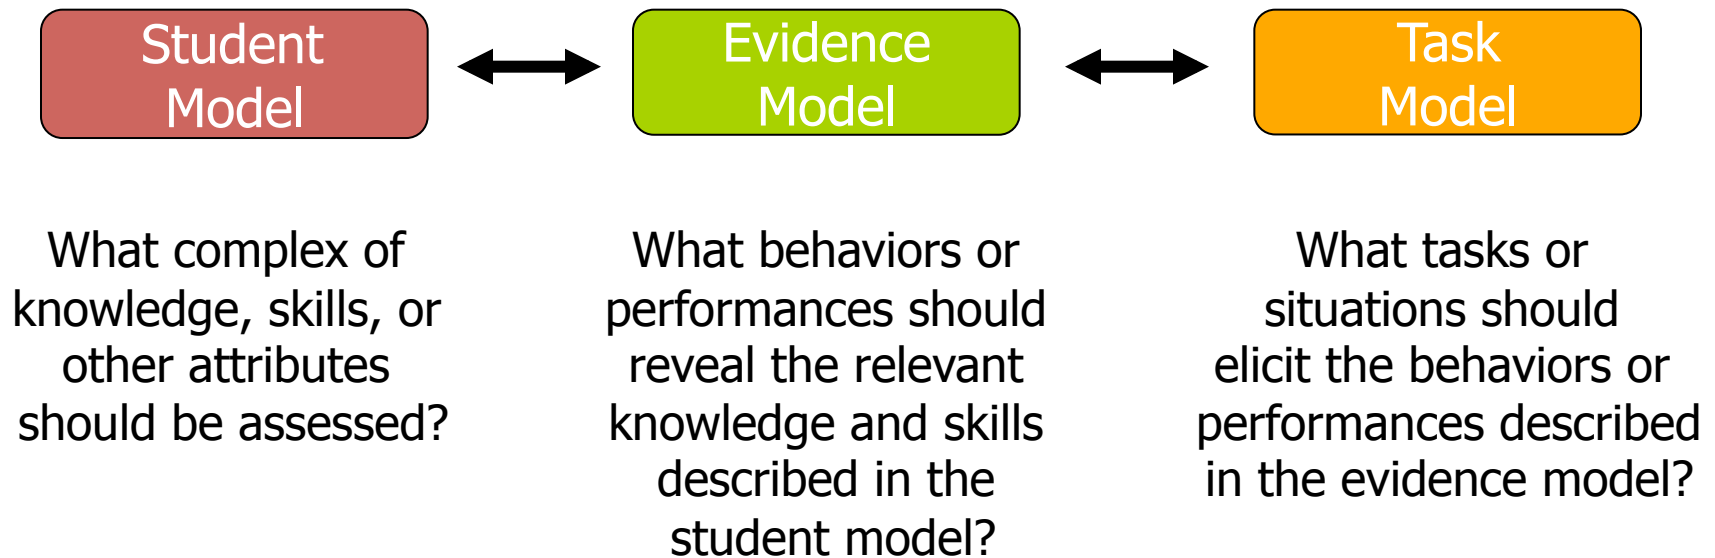 Student
Model
Evidence
Model
Task
Model
What complex of
knowledge, skills, or
other attributes
should be assessed?
What behaviors or
performances should
reveal the relevant
knowledge and skills
described in the
student model?
What tasks or
situations should
elicit the behaviors or
performances described
in the evidence model?